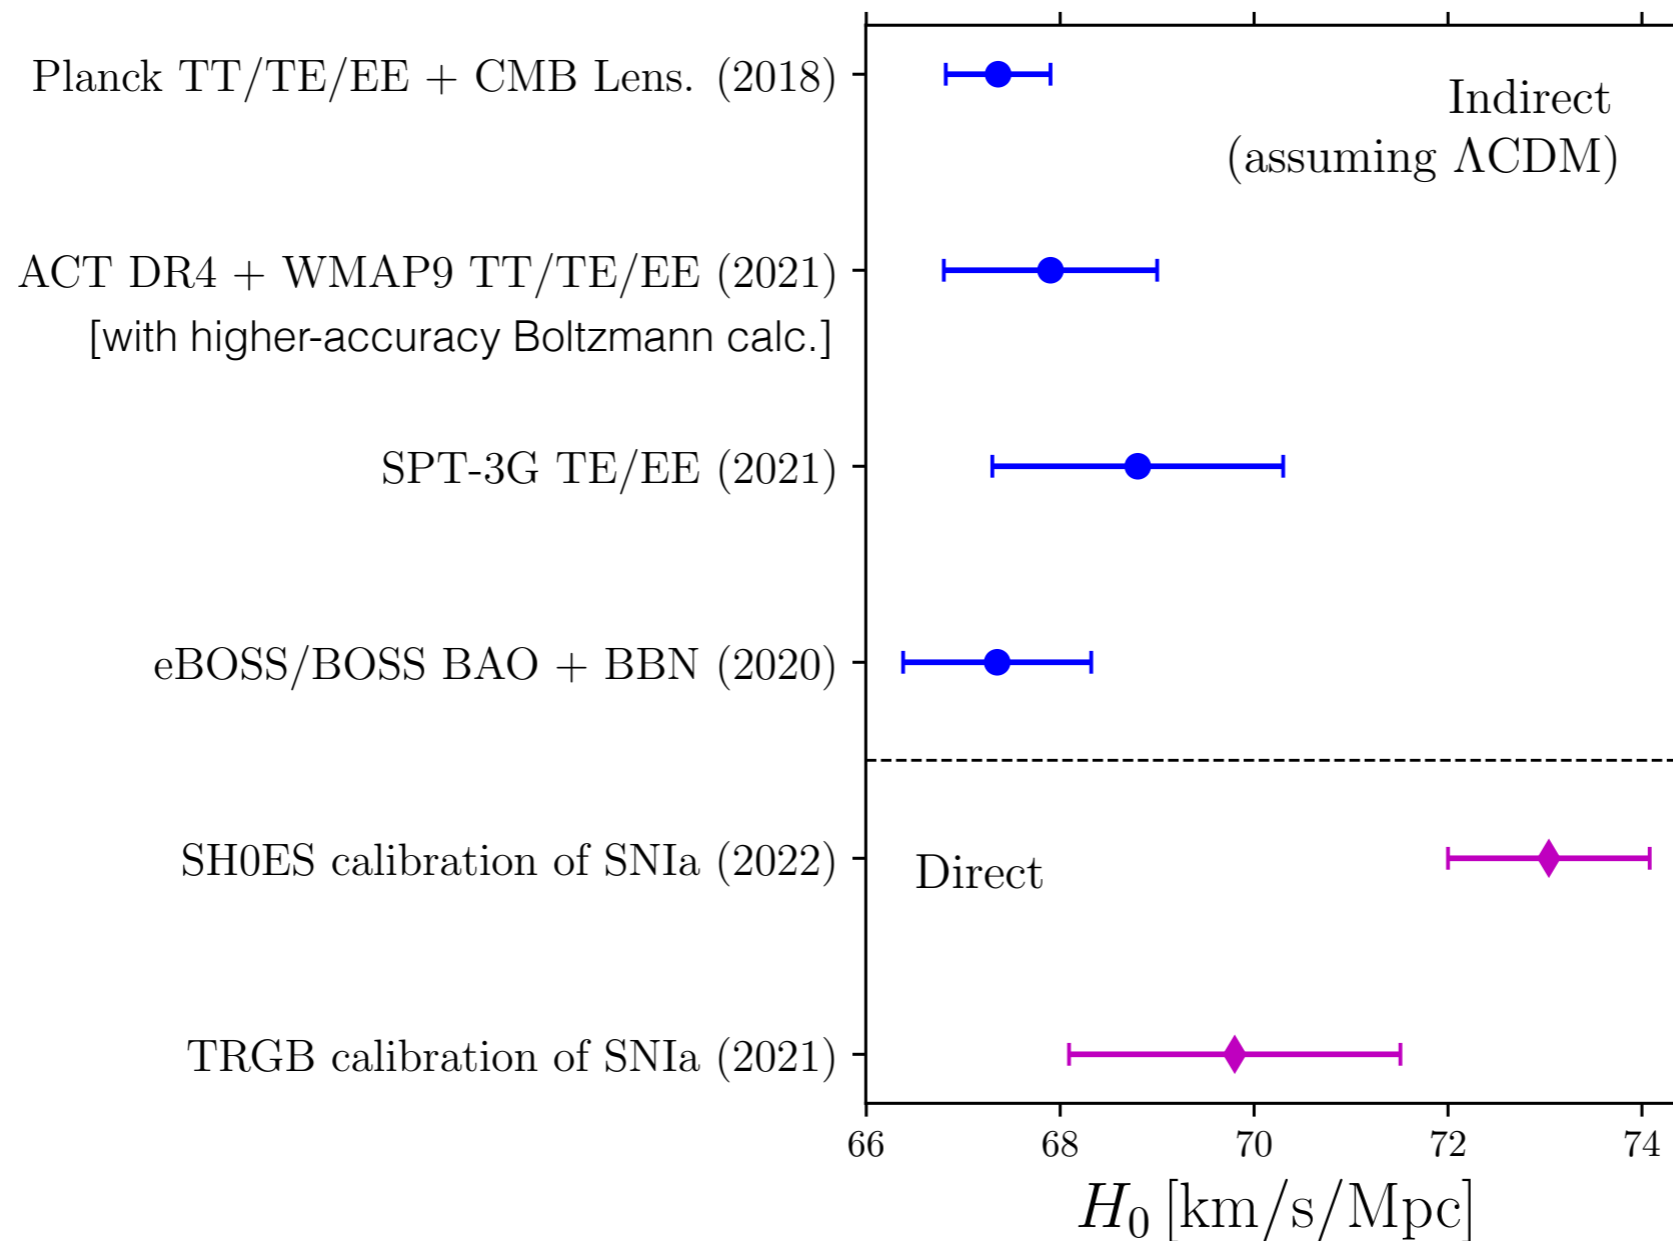 Planck TT/TE/EE + CMB Lens. (2018)
Indirect
(assuming ΛCDM)
ACT DR4 + WMAP9 TT/TE/EE (2021)
[with higher-accuracy Boltzmann calc.]
SPT-3G TE/EE (2021)
eBOSS/BOSS BAO + BBN (2020)
SH0ES calibration of SNIa (2022)
Direct
TRGB calibration of SNIa (2021)
66 68 70 72 74
H₀ [km/s/Mpc]